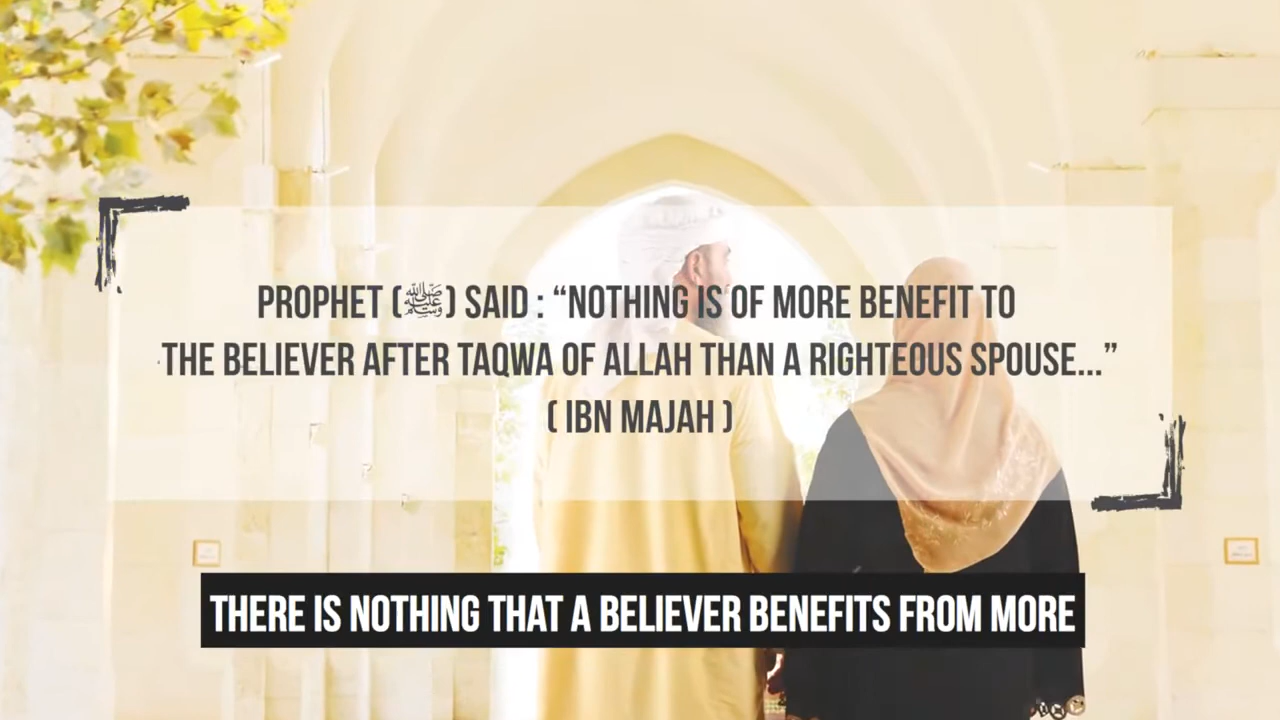 PROPHET (ﷺ) SAID : “NOTHING IS OF MORE BENEFIT TO
THE BELIEVER AFTER TAQWA OF ALLAH THAN A RIGHTEOUS SPOUSE...”
( IBN MAJAH )
THERE IS NOTHING THAT A BELIEVER BENEFITS FROM MORE